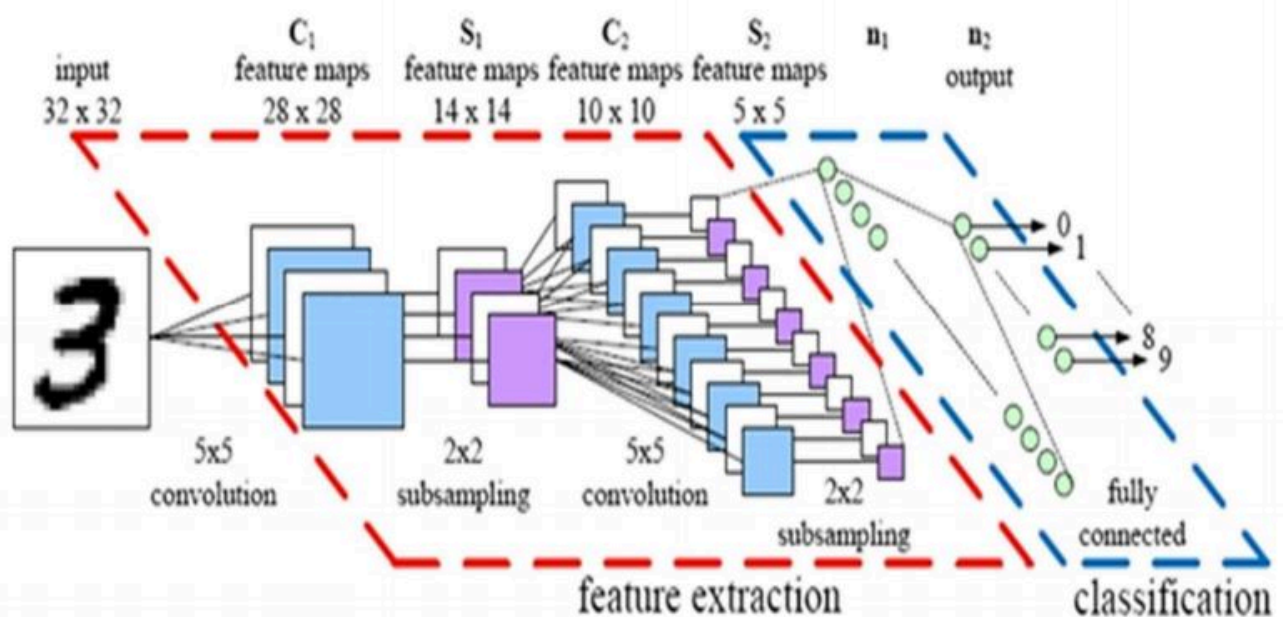 input
32 x 32
C₁
feature maps
28 x 28
S₁
feature maps
14 x 14
C₂
feature maps
10 x 10
S₂
feature maps
5 x 5
n₁
n₂
output
3
0
1
8
9
5x5
convolution
2x2
subsampling
5x5
convolution
2x2
subsampling
fully
connected
feature extraction
classification